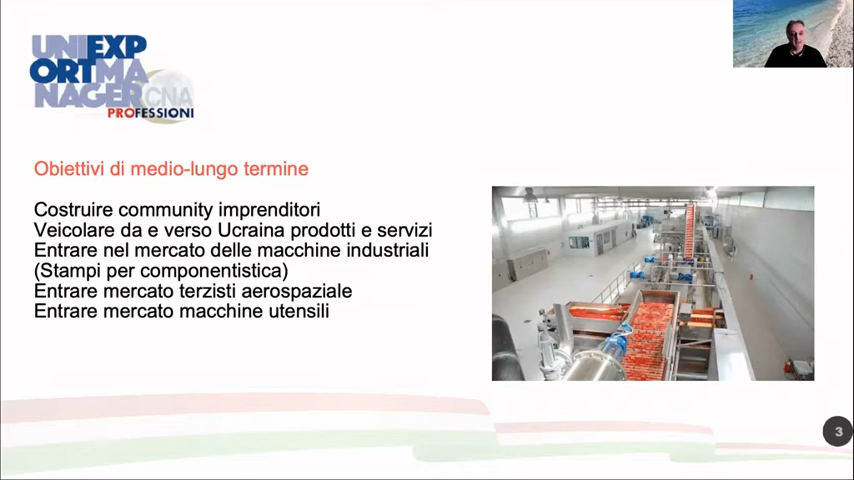 UNIEXP
ORTMA
NAGER CNA
PROFESSIONI
Obiettivi di medio-lungo termine
Costruire community imprenditori
Veicolare da e verso Ucraina prodotti e servizi
Entrare nel mercato delle macchine industriali
(Stampi per componentistica)
Entrare mercato terzisti aerospaziale
Entrare mercato macchine utensili
3